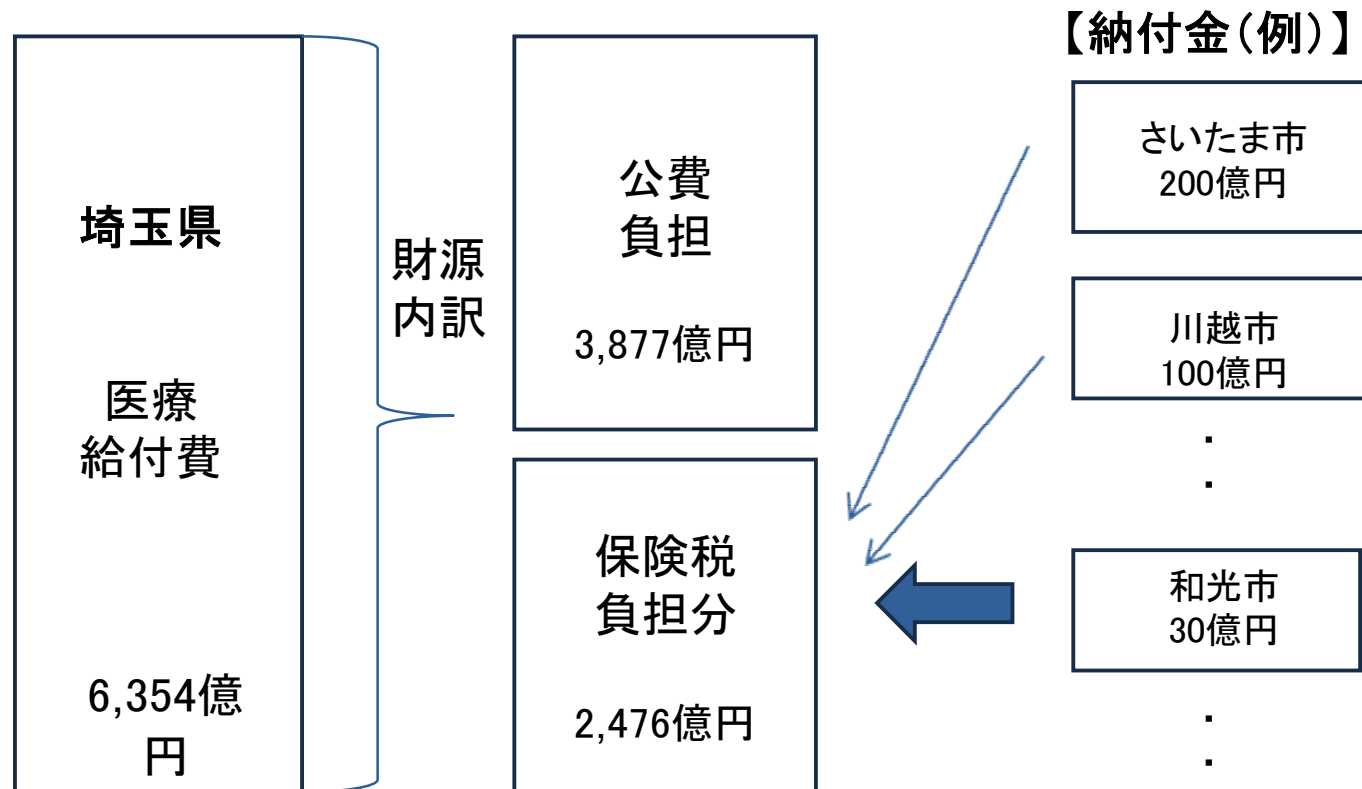 埼玉県
医療
給付費
6,354億
円
財源
内訳
公費
負担
3,877億円
保険税
負担分
2,476億円
【納付金(例)】
さいたま市
200億円
川越市
100億円
・
・
和光市
30億円
・
・